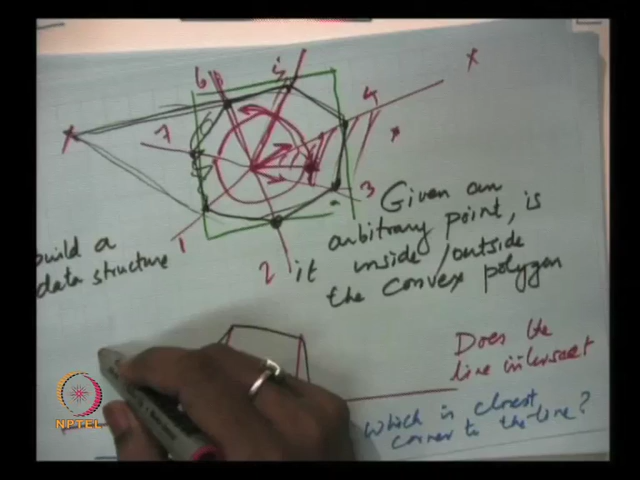 6
5
4
7
3
1
2
Given an
arbitrary point, is
it inside/outside
the convex polygon
build a
data structure
Does the
line intersect
Which is closest
corner to the line?
NPTEL